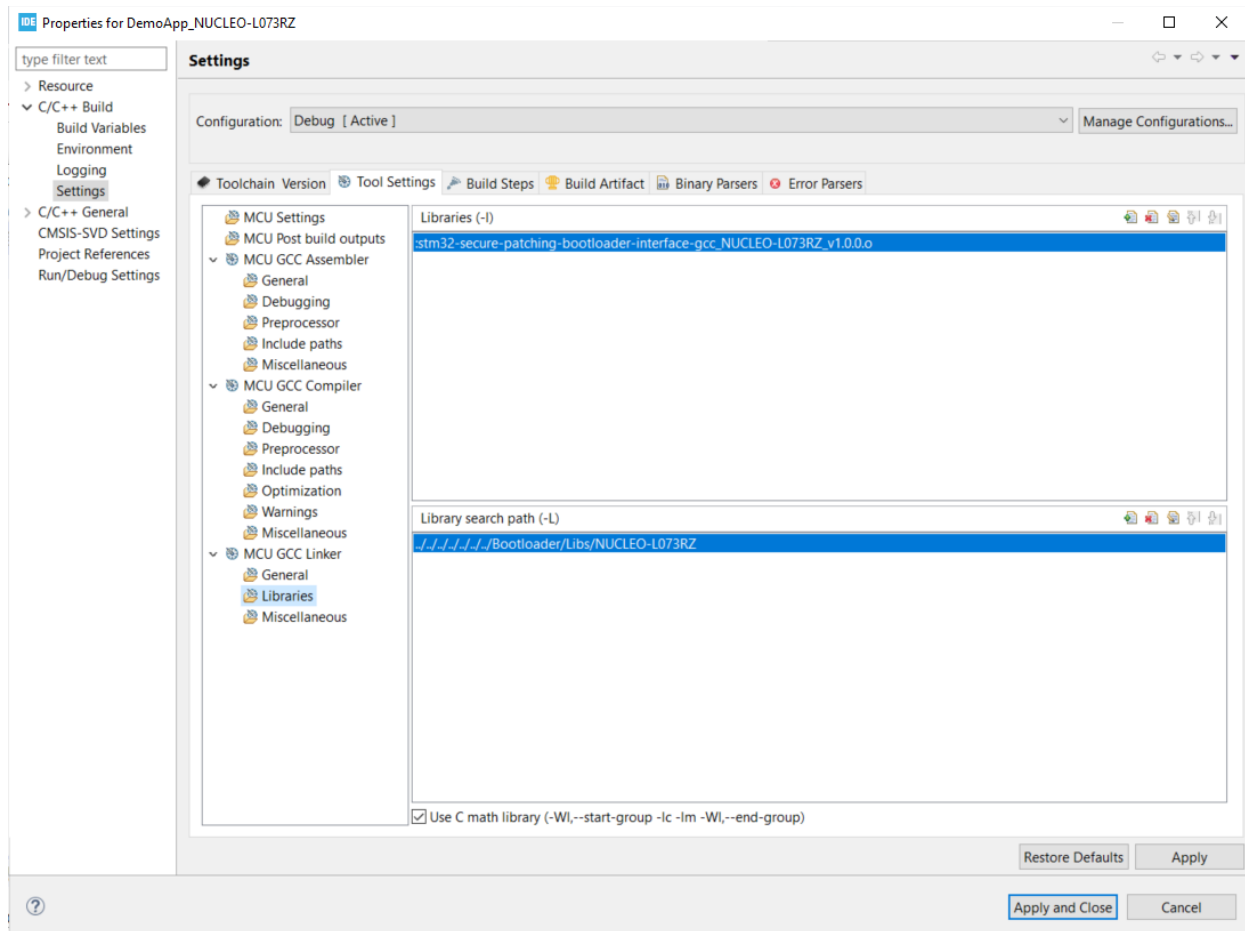 IDE Properties for DemoApp_NUCLEO-L073RZ
type filter text
Resource
C/C++ Build
Build Variables
Environment
Logging
Settings
C/C++ General
CMSIS-SVD Settings
Project References
Run/Debug Settings
Settings
Configuration: Debug [ Active ]
Manage Configurations...
Toolchain Version
Tool Settings
Build Steps
Build Artifact
Binary Parsers
Error Parsers
MCU Settings
MCU Post build outputs
MCU GCC Assembler
General
Debugging
Preprocessor
Include paths
Miscellaneous
MCU GCC Compiler
General
Debugging
Preprocessor
Include paths
Optimization
Warnings
Miscellaneous
MCU GCC Linker
General
Libraries
Miscellaneous
Libraries (-l)
:stm32-secure-patching-bootloader-interface-gcc_NUCLEO-L073RZ_v1.0.0.o
Library search path (-L)
../../../../../../../Bootloader/Libs/NUCLEO-L073RZ
Use C math library (-Wl,--start-group -lc -lm -Wl,--end-group)
Restore Defaults
Apply
Apply and Close
Cancel